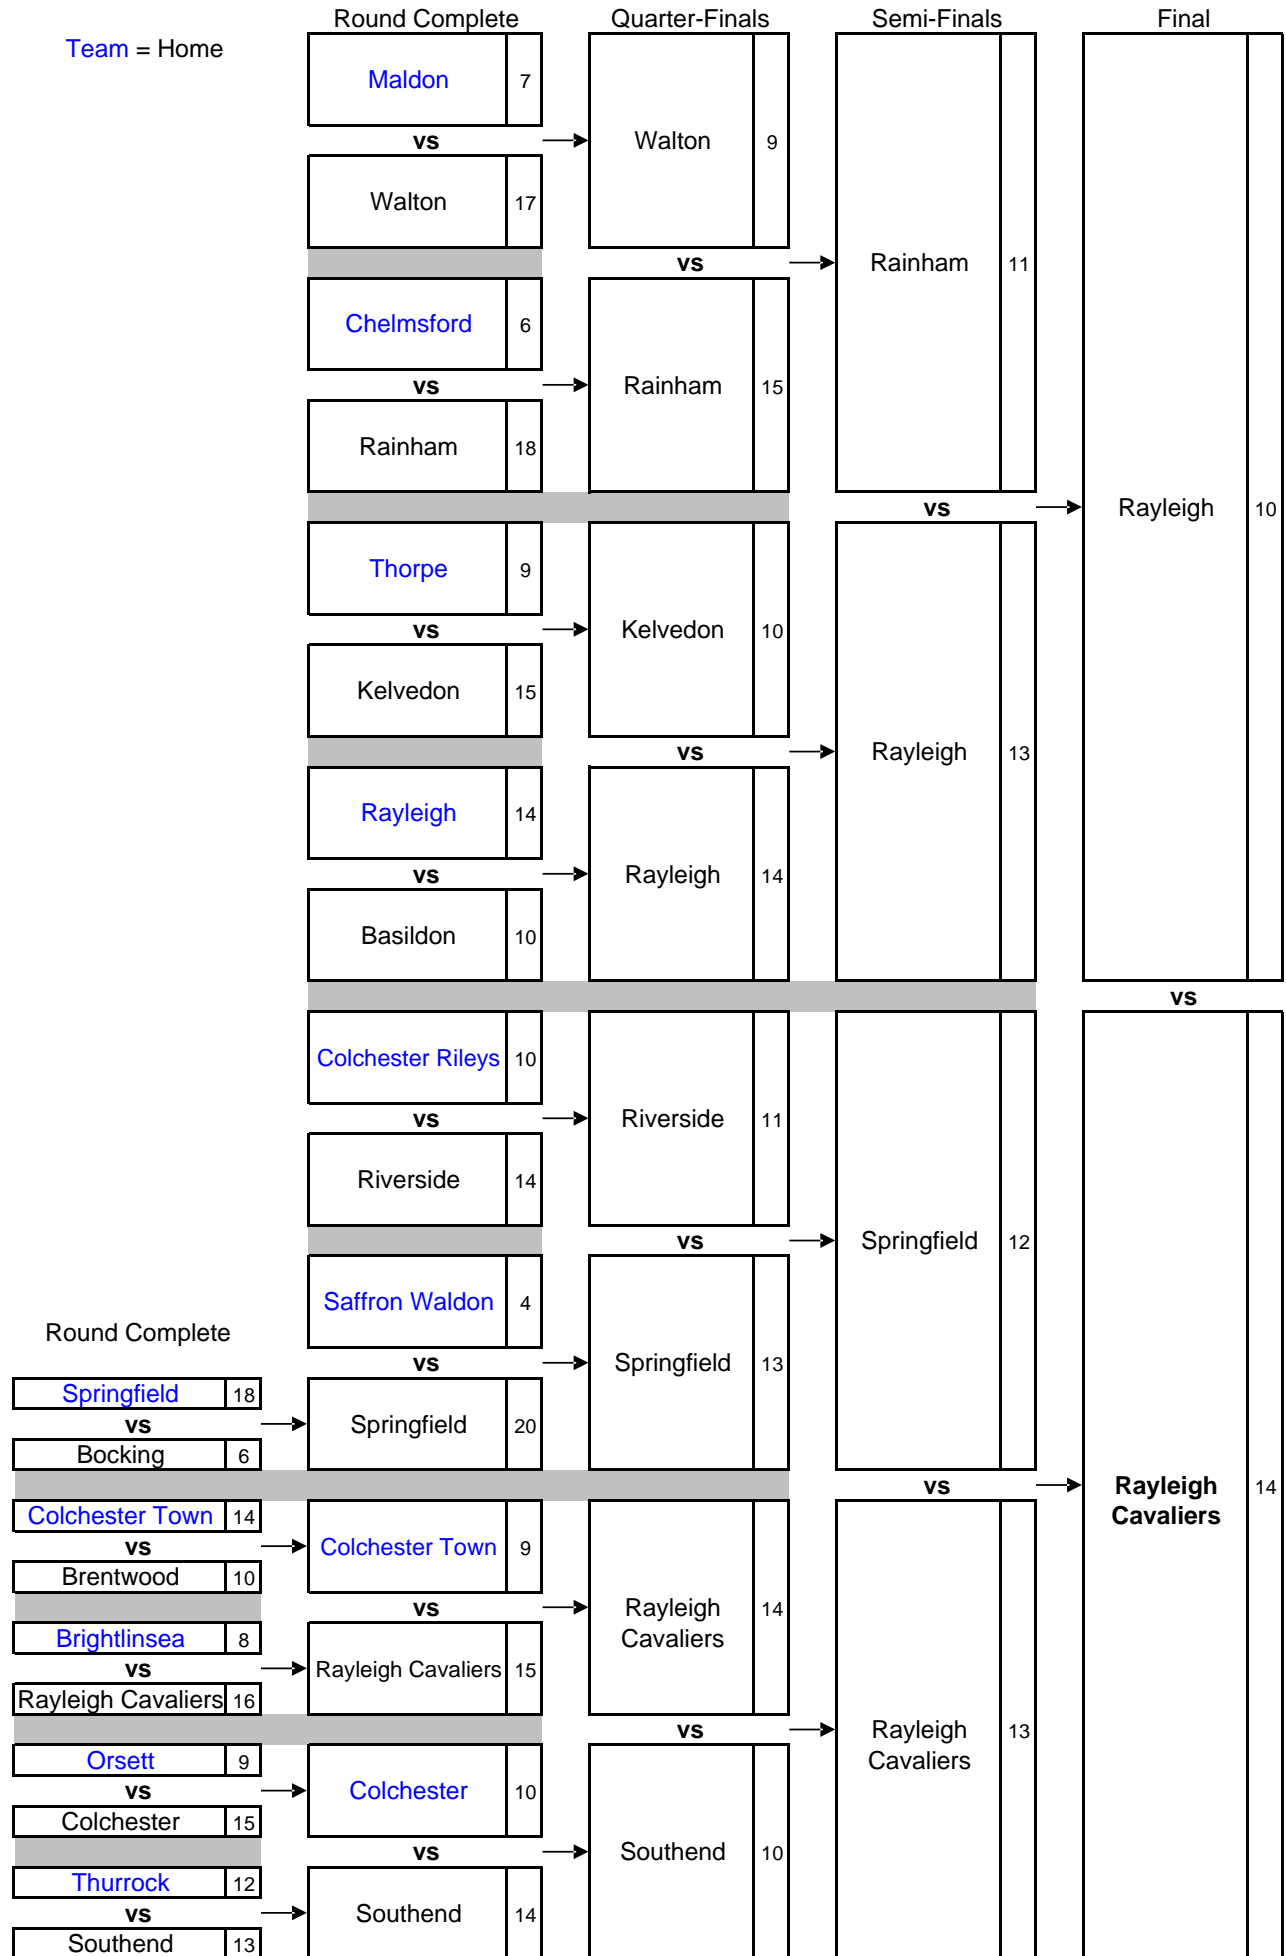 Round Complete Quarter-Finals Semi-Finals Final
Team = Home
Maldon 7
vs
Walton 17
Chelmsford 6
vs
Rainham 18
Thorpe 9
vs
Kelvedon 15
Rayleigh 14
vs
Basildon 10
Colchester Rileys 10
vs
Riverside 14
Saffron Waldon 4
vs
Springfield 20
Colchester Town 9
vs
Rayleigh Cavaliers 15
Colchester 10
vs
Southend 14
Round Complete
Springfield 18
vs
Bocking 6
Colchester Town 14
vs
Brentwood 10
Brightlinsea 8
vs
Rayleigh Cavaliers 16
Orsett 9
vs
Colchester 15
Thurrock 12
vs
Southend 13
Walton 9
vs
Rainham 15
Kelvedon 10
vs
Rayleigh 14
Riverside 11
vs
Springfield 13
Rayleigh 14
Cavaliers
vs
Southend 10
Rainham 11
vs
Rayleigh 13
Springfield 12
vs
Rayleigh 13
Cavaliers
Rayleigh 10
vs
Rayleigh 14
Cavaliers